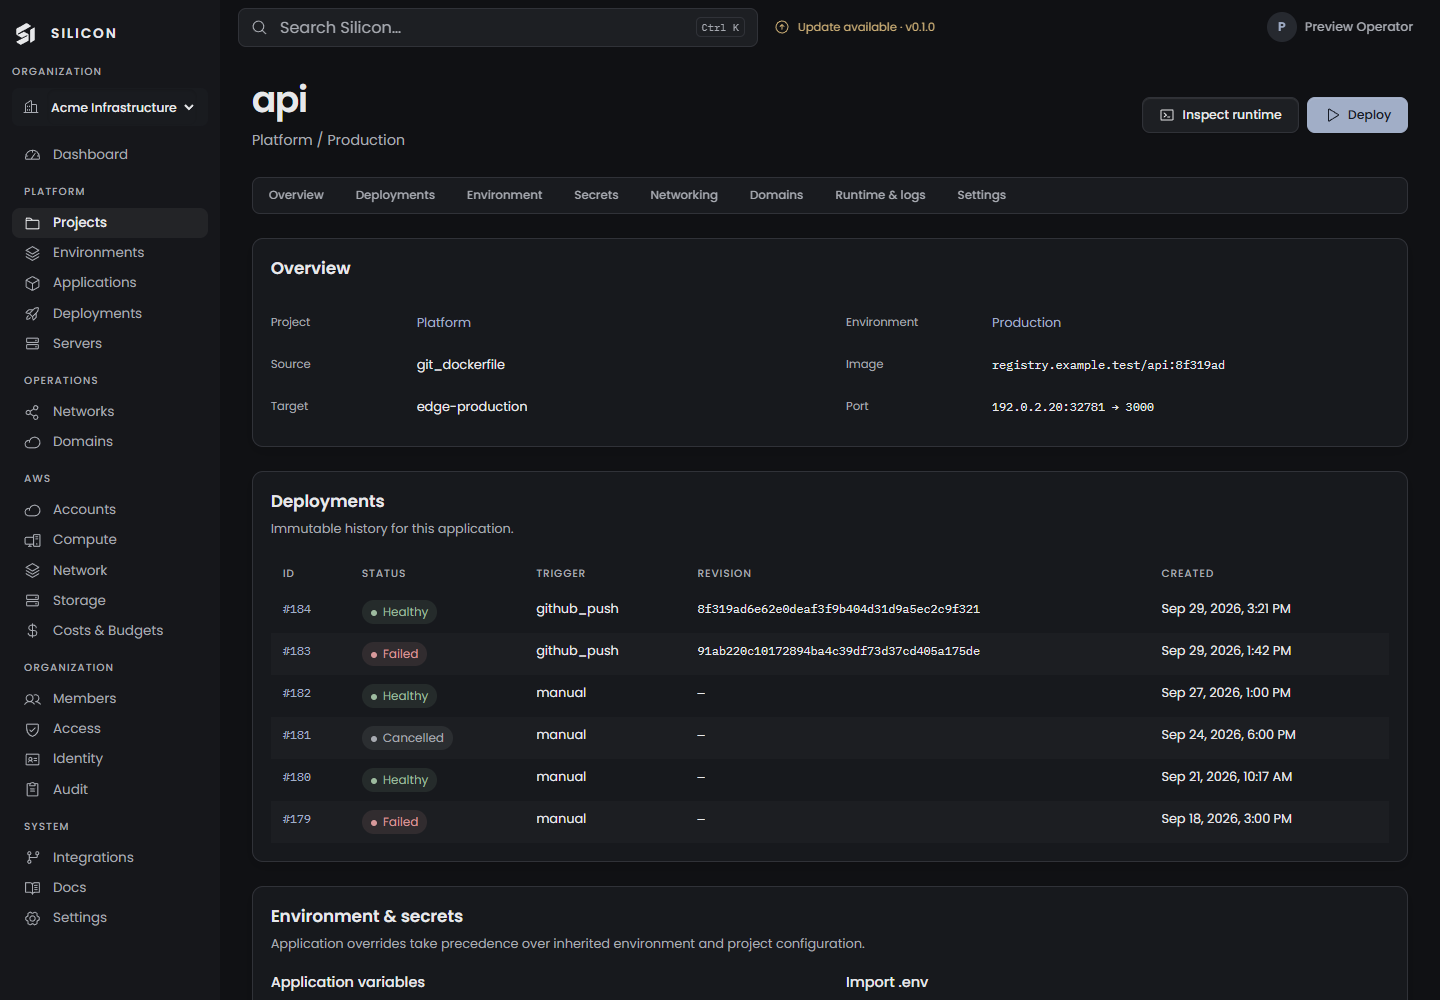 SILICON
Search Silicon...
Ctrl K
Update available · v0.1.0
P
Preview Operator
ORGANIZATION
Acme Infrastructure
Dashboard
PLATFORM
Projects
Environments
Applications
Deployments
Servers
OPERATIONS
Networks
Domains
AWS
Accounts
Compute
Network
Storage
Costs & Budgets
ORGANIZATION
Members
Access
Identity
Audit
SYSTEM
Integrations
Docs
Settings
api
Platform / Production
Inspect runtime
Deploy
Overview Deployments Environment Secrets Networking Domains Runtime & logs Settings
Overview
Project Platform Environment Production
Source git_dockerfile Image registry.example.test/api:8f319ad
Target edge-production Port 192.0.2.20:32781 → 3000
Deployments
Immutable history for this application.
ID STATUS TRIGGER REVISION CREATED
#184 Healthy github_push 8f319ad6e62e0deaf3f9b404d31d9a5ec2c9f321 Sep 29, 2026, 3:21 PM
#183 Failed github_push 91ab220c10172894ba4c39df73d37cd405a175de Sep 29, 2026, 1:42 PM
#182 Healthy manual — Sep 27, 2026, 1:00 PM
#181 Cancelled manual — Sep 24, 2026, 6:00 PM
#180 Healthy manual — Sep 21, 2026, 10:17 AM
#179 Failed manual — Sep 18, 2026, 3:00 PM
Environment & secrets
Application overrides take precedence over inherited environment and project configuration.
Application variables Import .env